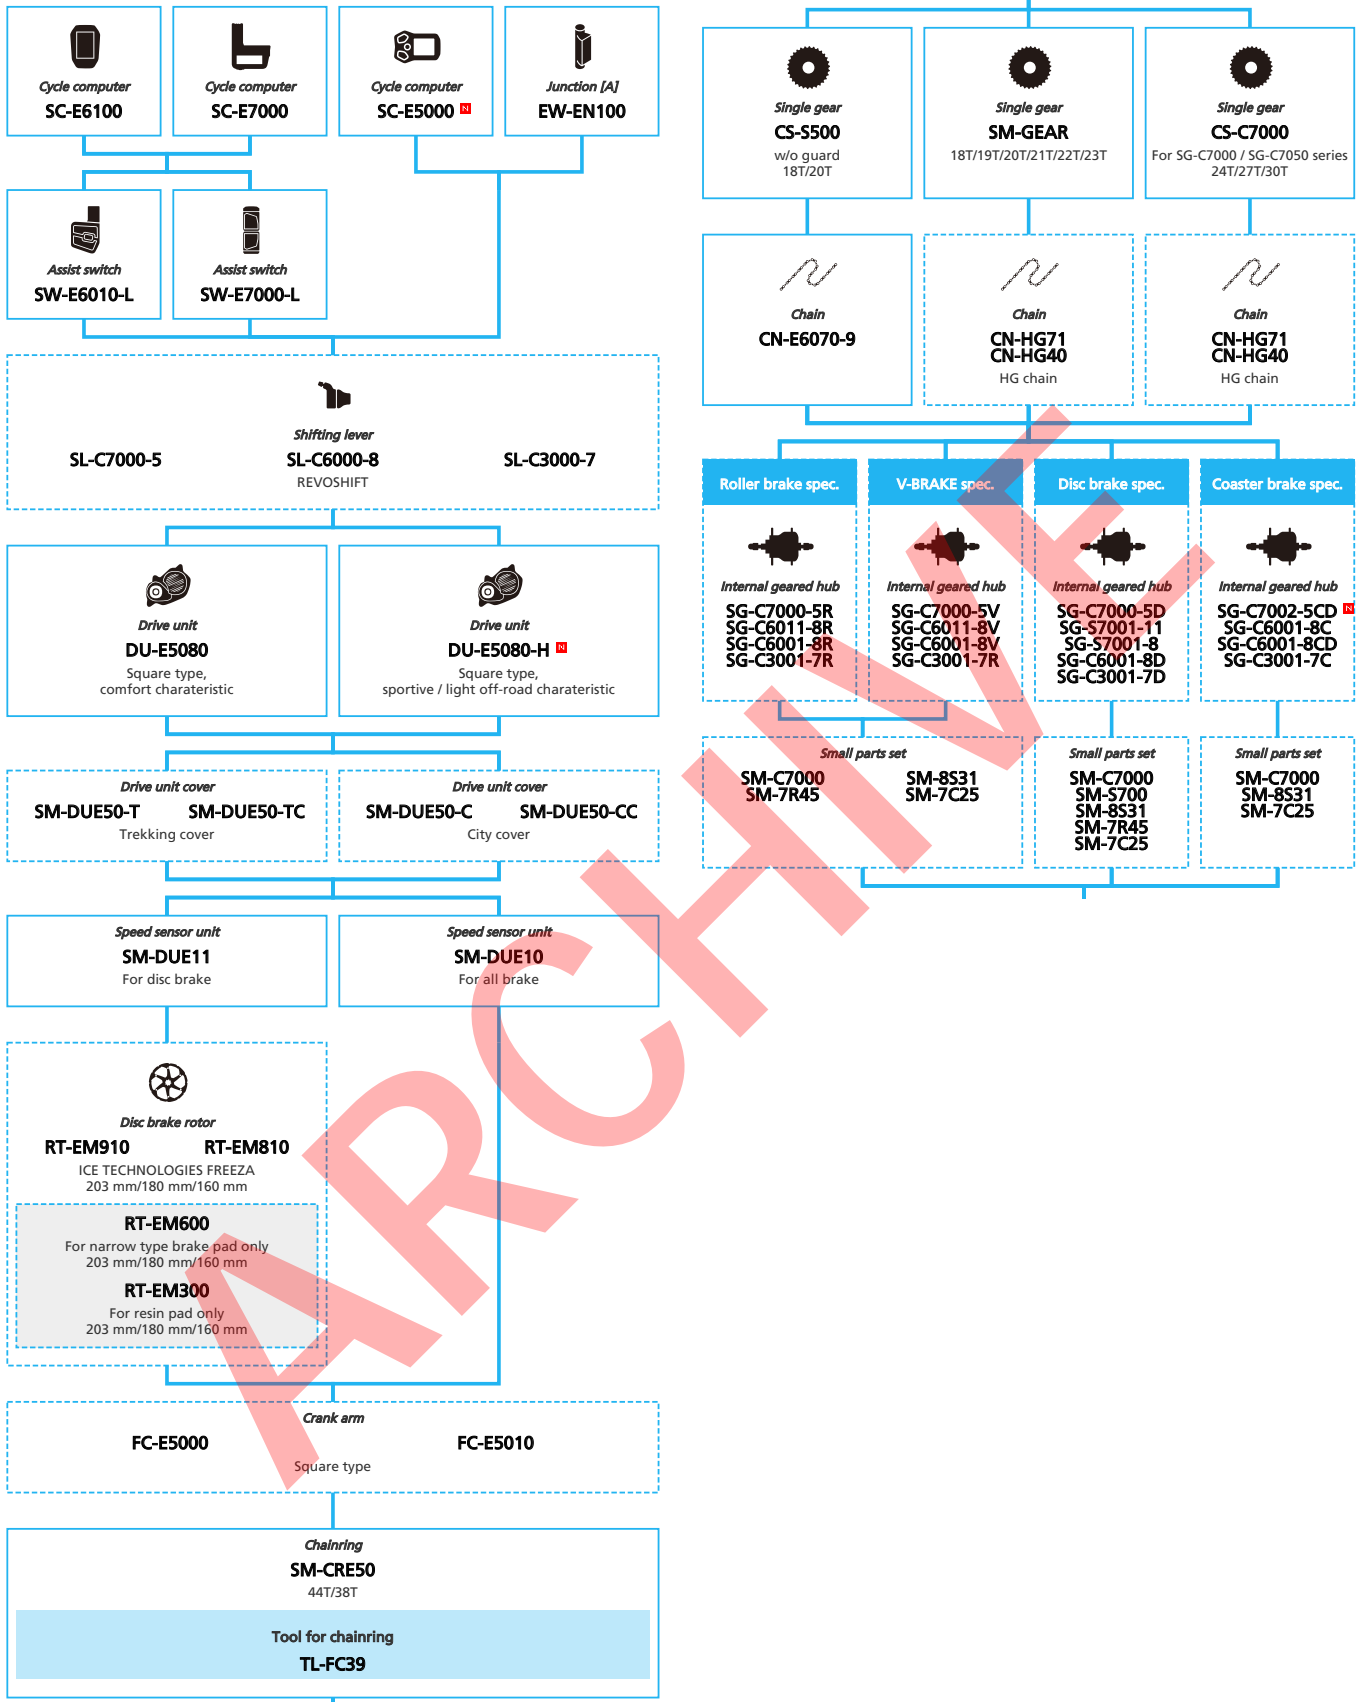 Cycle computer
SC-E6100
Cycle computer
SC-E7000
Cycle computer
SC-E5000 N
Junction [A]
EW-EN100
Assist switch
SW-E6010-L
Assist switch
SW-E7000-L
Shifting lever
SL-C7000-5
SL-C6000-8
SL-C3000-7
REVOSHIFT
Drive unit
DU-E5080
Square type,
comfort charateristic
Drive unit
DU-E5080-H N
Square type,
sportive / light off-road charateristic
Drive unit cover
SM-DUE50-T
SM-DUE50-TC
Trekking cover
Drive unit cover
SM-DUE50-C
SM-DUE50-CC
City cover
Speed sensor unit
SM-DUE11
For disc brake
Speed sensor unit
SM-DUE10
For all brake
Disc brake rotor
RT-EM910
RT-EM810
ICE TECHNOLOGIES FREEZA
203 mm/180 mm/160 mm
RT-EM600
For narrow type brake pad only
203 mm/180 mm/160 mm
RT-EM300
For resin pad only
203 mm/180 mm/160 mm
Crank arm
FC-E5000
FC-E5010
Square type
Chainring
SM-CRE50
44T/38T
Tool for chainring
TL-FC39
Single gear
CS-S500
w/o guard
18T/20T
Single gear
SM-GEAR
18T/19T/20T/21T/22T/23T
Single gear
CS-C7000
For SG-C7000 / SG-C7050 series
24T/27T/30T
Chain
CN-E6070-9
Chain
CN-HG71
CN-HG40
HG chain
Chain
CN-HG71
CN-HG40
HG chain
Roller brake spec.
Internal geared hub
SG-C7000-5R
SG-C6011-8R
SG-C6001-8R
SG-C3001-7R
V-BRAKE spec.
Internal geared hub
SG-C7000-5V
SG-C6011-8V
SG-C6001-8V
SG-C3001-7R
Disc brake spec.
Internal geared hub
SG-C7000-5D
SG-S7001-11
SG-S7001-8
SG-C6001-8D
SG-C3001-7D
Coaster brake spec.
Internal geared hub
SG-C7002-5CD N
SG-C6001-8C
SG-C6001-8CD
SG-C3001-7C
Small parts set
SM-C7000
SM-7R45
SM-8S31
SM-7C25
Small parts set
SM-C7000
SM-S700
SM-8S31
SM-7R45
SM-7C25
Small parts set
SM-C7000
SM-8S31
SM-7C25
ARCHIVE